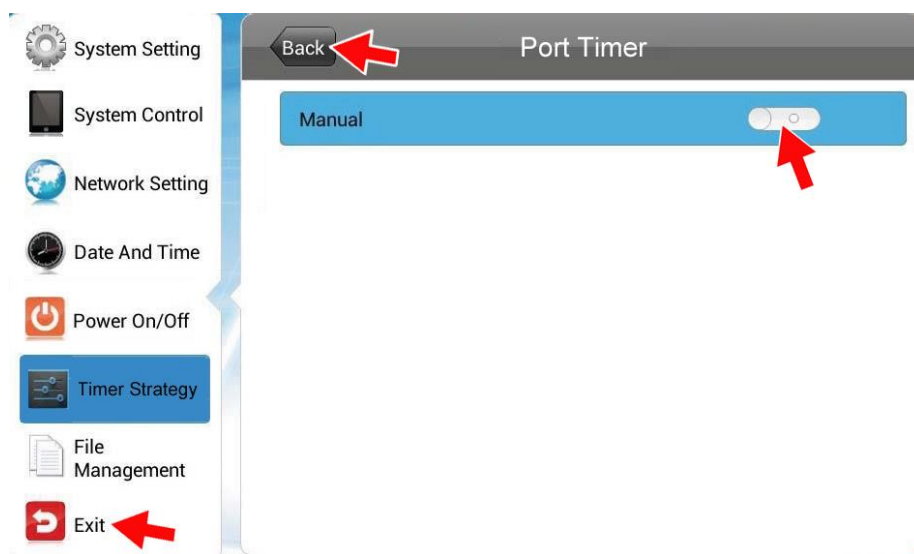 System Setting
System Control
Network Setting
Date And Time
Power On/Off
Timer Strategy
File
Management
Exit
Back
Port Timer
Manual